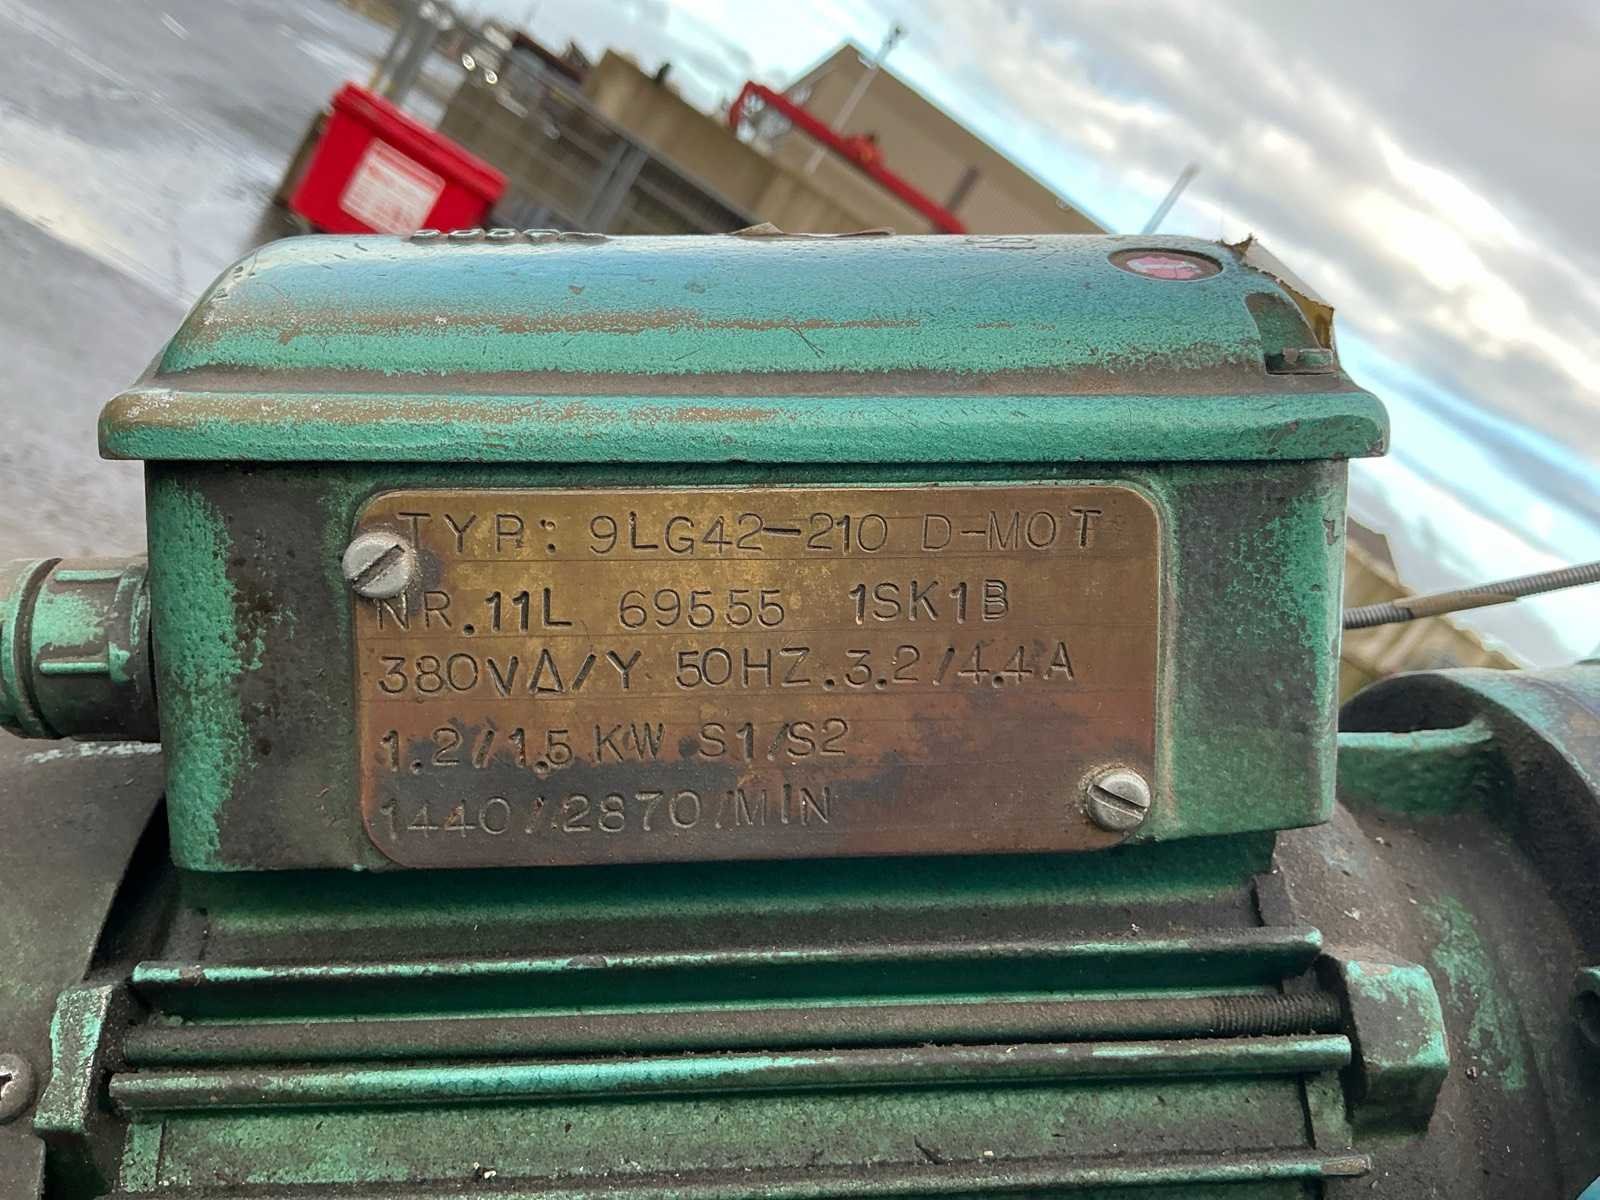 TYP: 9LG42-210 D-MOT
NR.11L 69555 1SK1B
380VΔ/Y 50HZ.3.2/4.4A
1.2/1.5 KW S1/S2
1440/2870/MIN